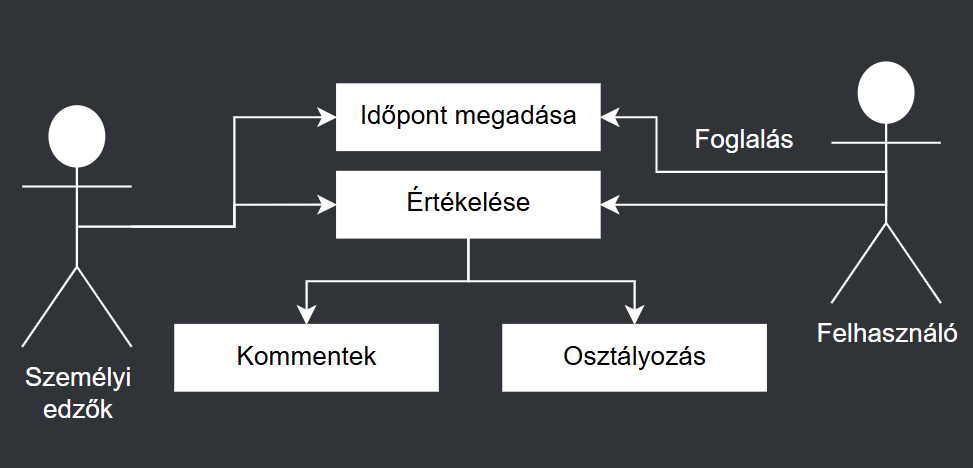 Időpont megadása
Foglalás
Értékelése
Felhasználó
Kommentek
Osztályozás
Személyi
edzők